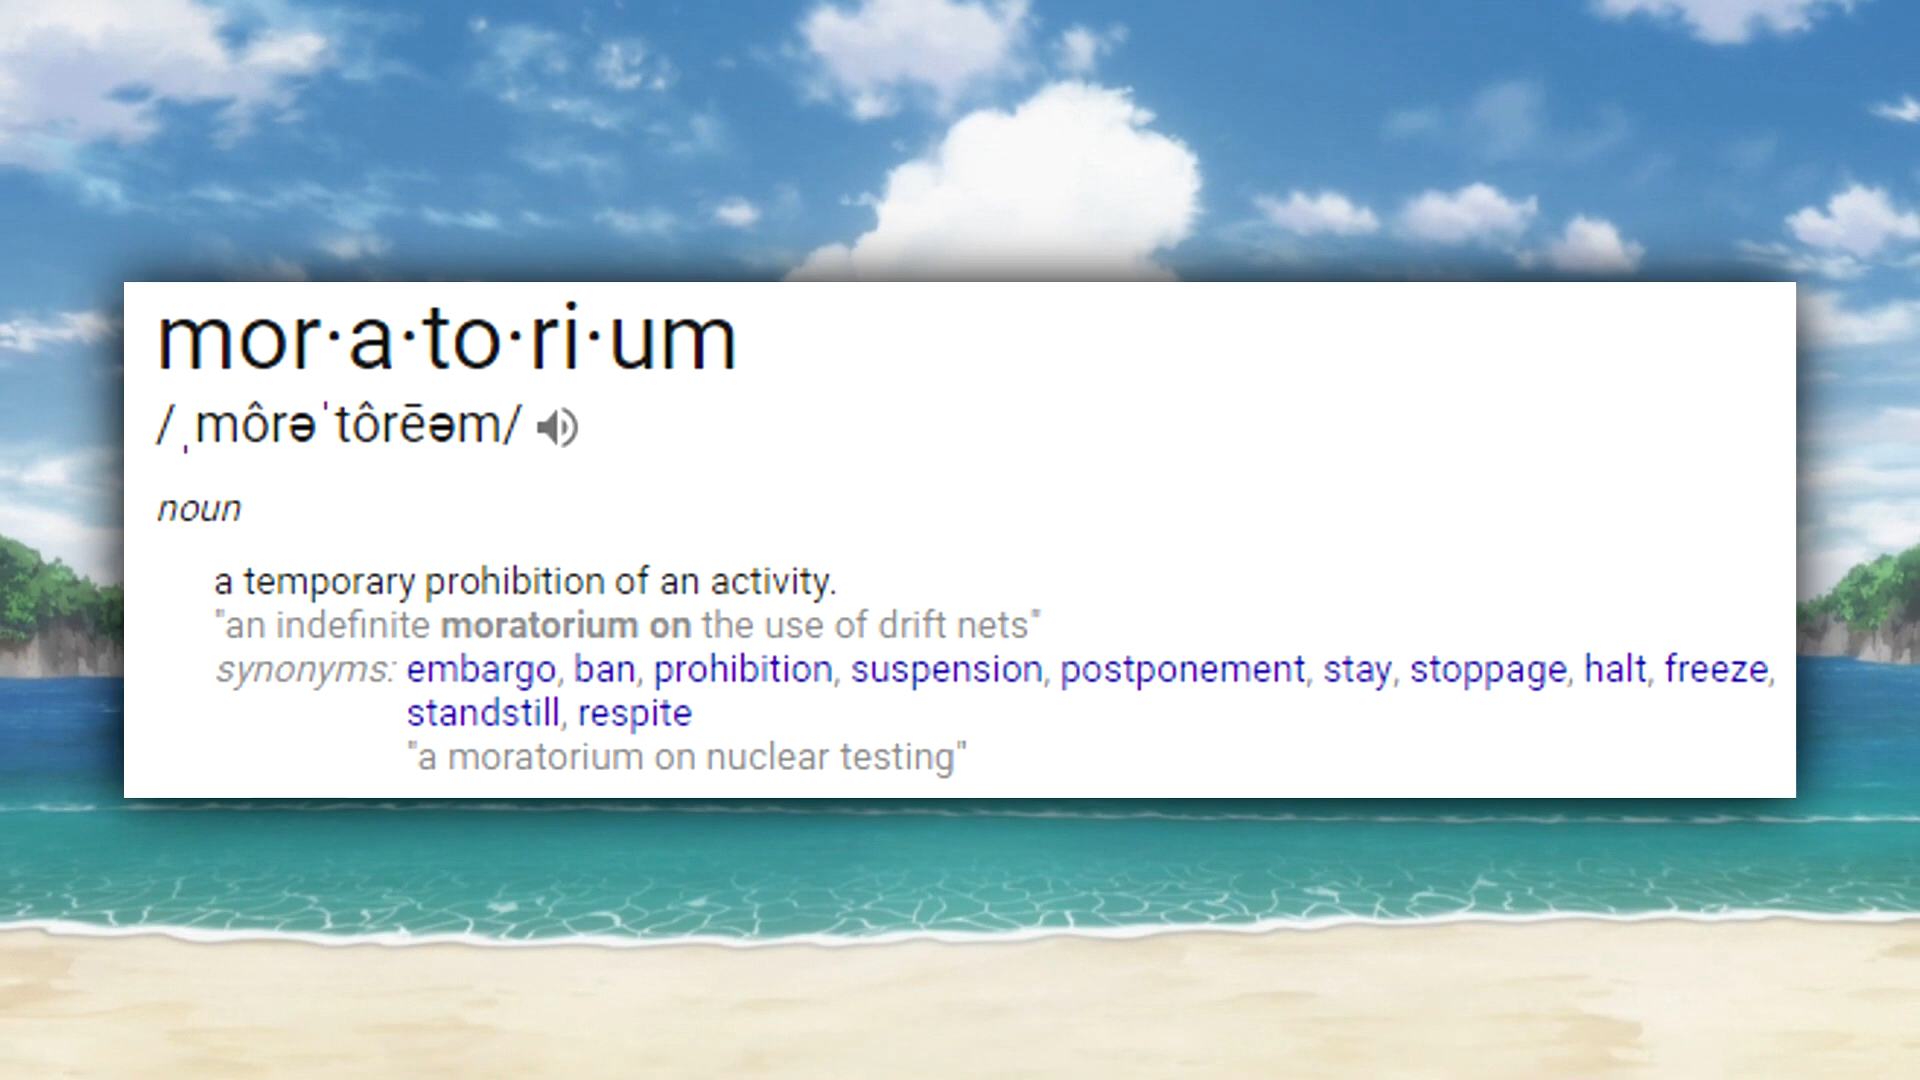 mor·a·to·ri·um
/ˌmôrəˈtôrēəm/
noun
a temporary prohibition of an activity.
"an indefinite moratorium on the use of drift nets"
synonyms: embargo, ban, prohibition, suspension, postponement, stay, stoppage, halt, freeze,
standstill, respite
"a moratorium on nuclear testing"